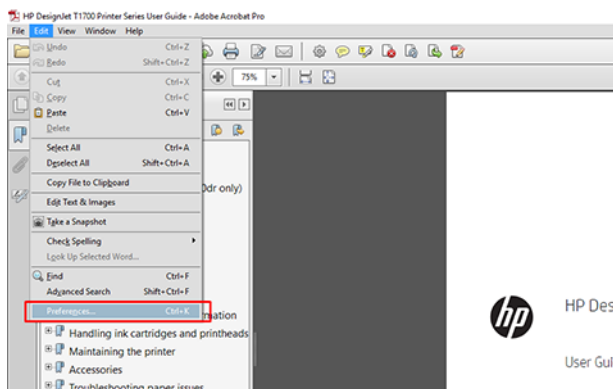 HP DesignJet T1700 Printer Series User Guide - Adobe Acrobat Pro
File Edit View Window Help
Undo Ctrl+Z
Redo Shift+Ctrl+Z
Cut Ctrl+X
Copy Ctrl+C
Paste Ctrl+V
Delete
Select All Ctrl+A
Deselect All Shift+Ctrl+A
Copy File to Clipboard
Edit Text & Images
Take a Snapshot
Check Spelling
Look Up Selected Word...
Find Ctrl+F
Advanced Search Shift+Ctrl+F
Preferences... Ctrl+K
75%
dr only)
mation
Handling ink cartridges and printheads
Maintaining the printer
Accessories
Troubleshooting paper issues
hp
HP Des
User Gui